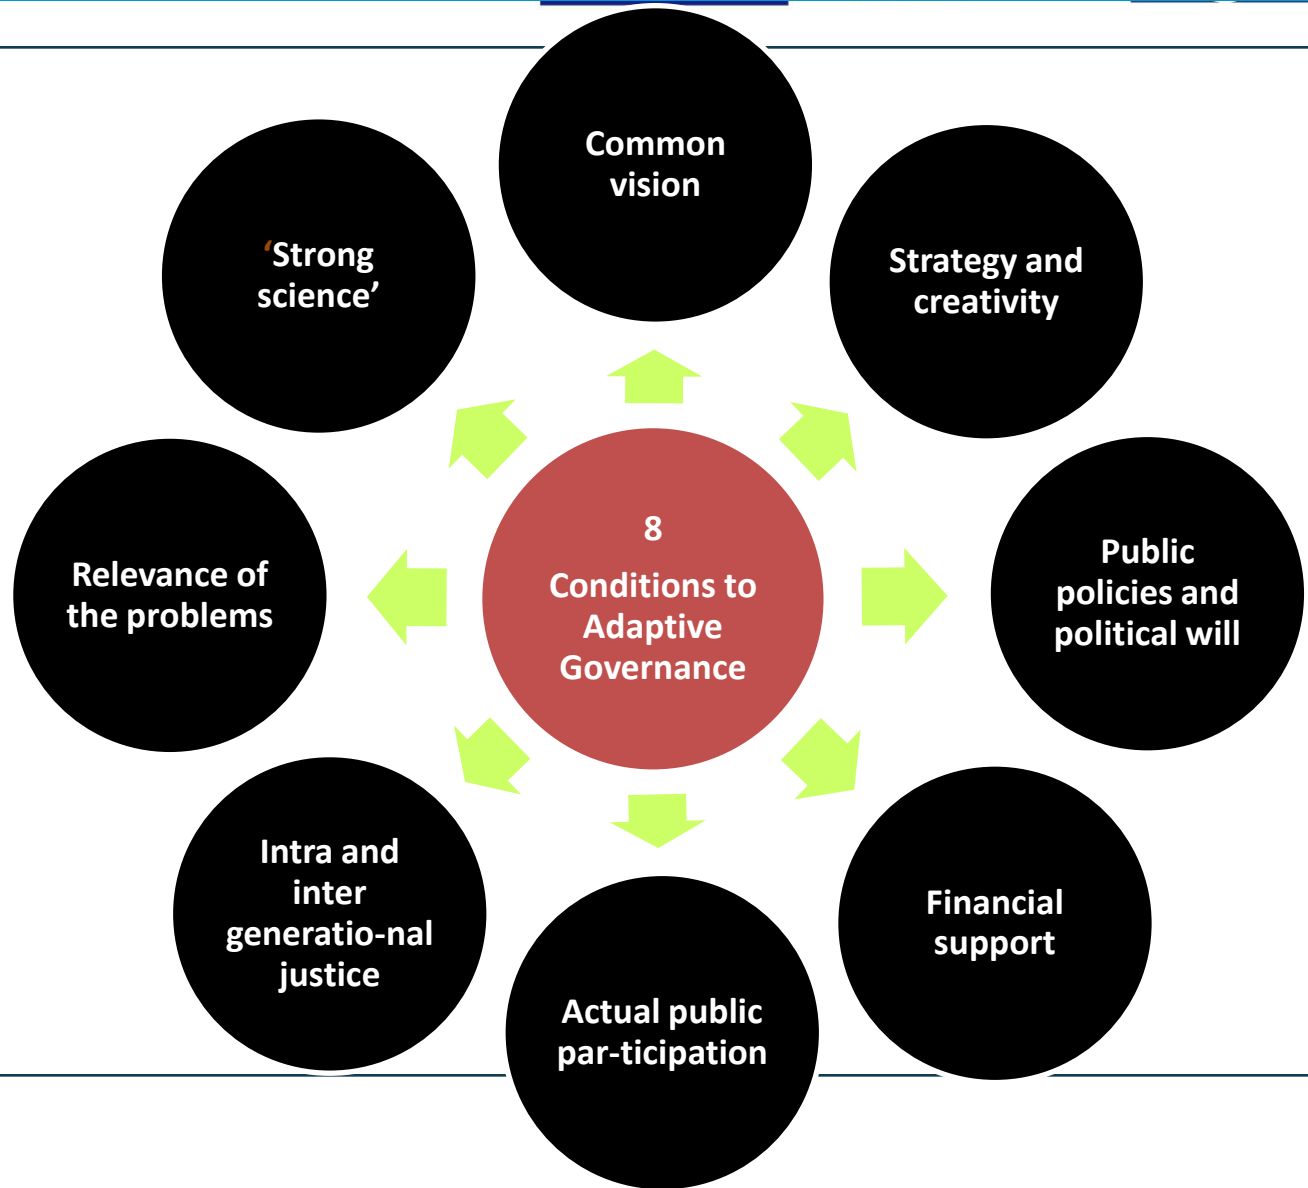 Common
vision
Strategy and
creativity
Public
policies and
political will
Financial
support
Actual public
par-ticipation
Intra and
inter
generatio-nal
justice
Relevance of
the problems
‘Strong
science’
8
Conditions to
Adaptive
Governance